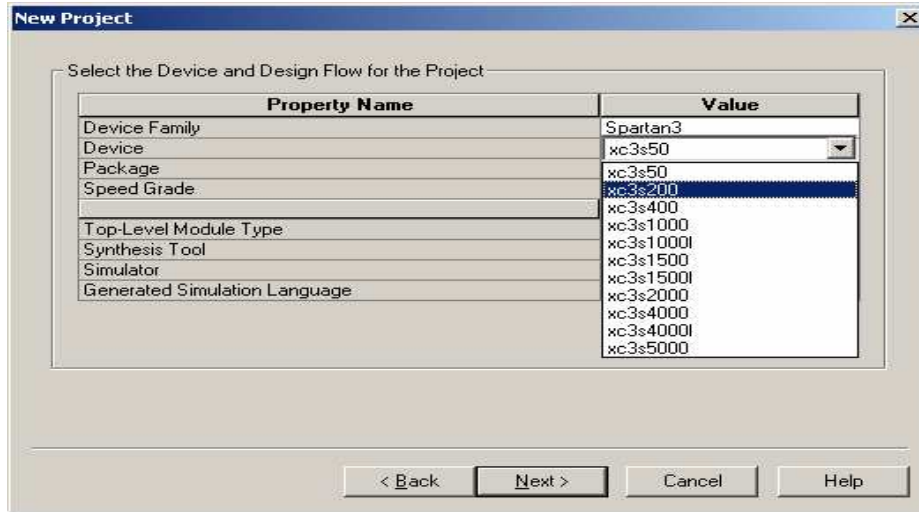 New Project
Select the Device and Design Flow for the Project
Property Name Value
Device Family Spartan3
Device xc3s50
Package xc3s50
Speed Grade xc3s200
xc3s400
Top-Level Module Type xc3s1000
Synthesis Tool xc3s1000l
Simulator xc3s1500
Generated Simulation Language xc3s1500l
xc3s2000
xc3s4000
xc3s4000l
xc3s5000
< Back Next > Cancel Help